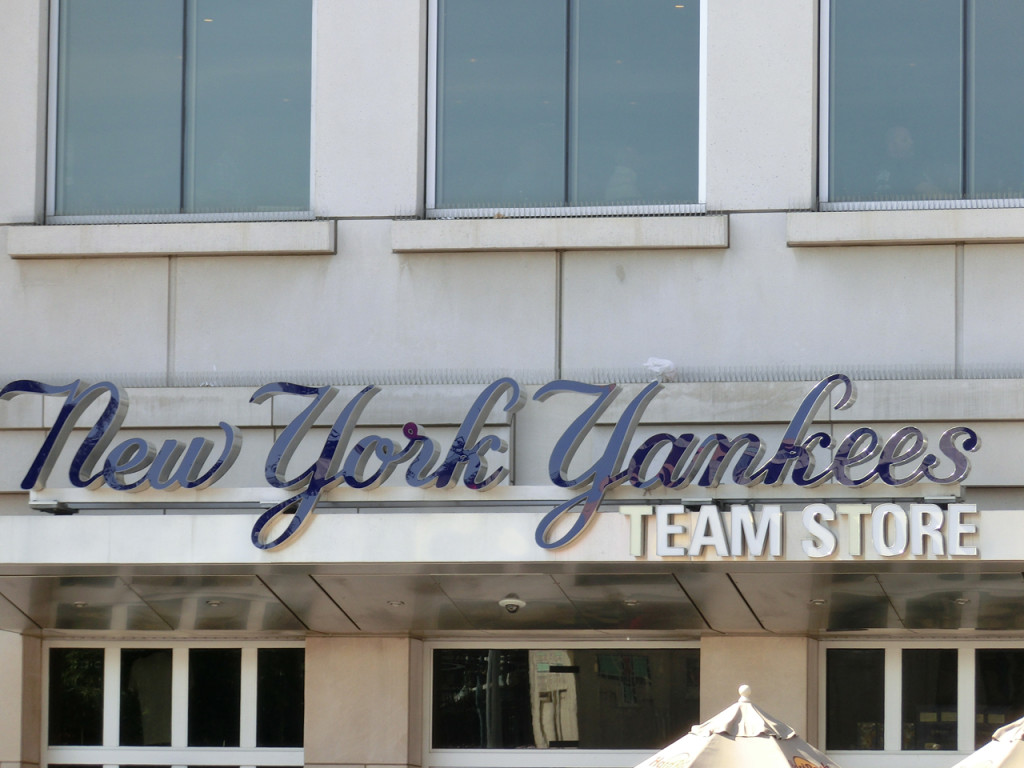 New York Yankees
TEAM STORE